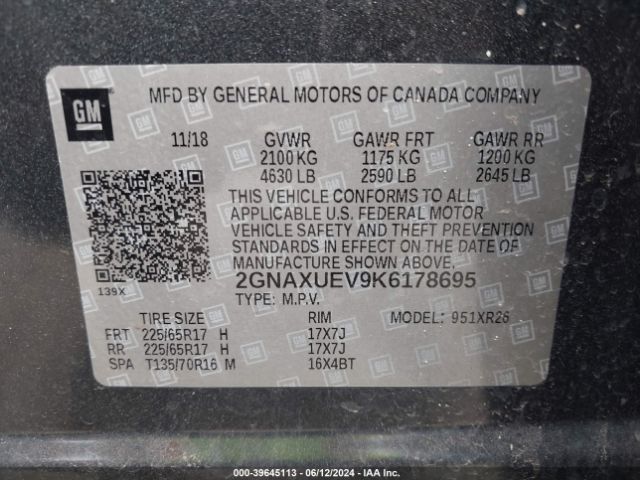 GM
MFD BY GENERAL MOTORS OF CANADA COMPANY
11/18 GVWR GAWR FRT GAWR RR
2100 KG 1175 KG 1200 KG
4630 LB 2590 LB 2645 LB
THIS VEHICLE CONFORMS TO ALL
APPLICABLE U.S. FEDERAL MOTOR
VEHICLE SAFETY AND THEFT PREVENTION
STANDARDS IN EFFECT ON THE DATE OF
MANUFACTURE SHOWN ABOVE.
139X 2GNAXUEV9K6178695
TYPE: M.P.V.
TIRE SIZE RIM MODEL: 951XR26
FRT 225/65R17 H 17X7J
RR 225/65R17 H 17X7J
SPA T135/70R16 M 16X4BT
000-39645113 - 06/12/2024 - IAA Inc.